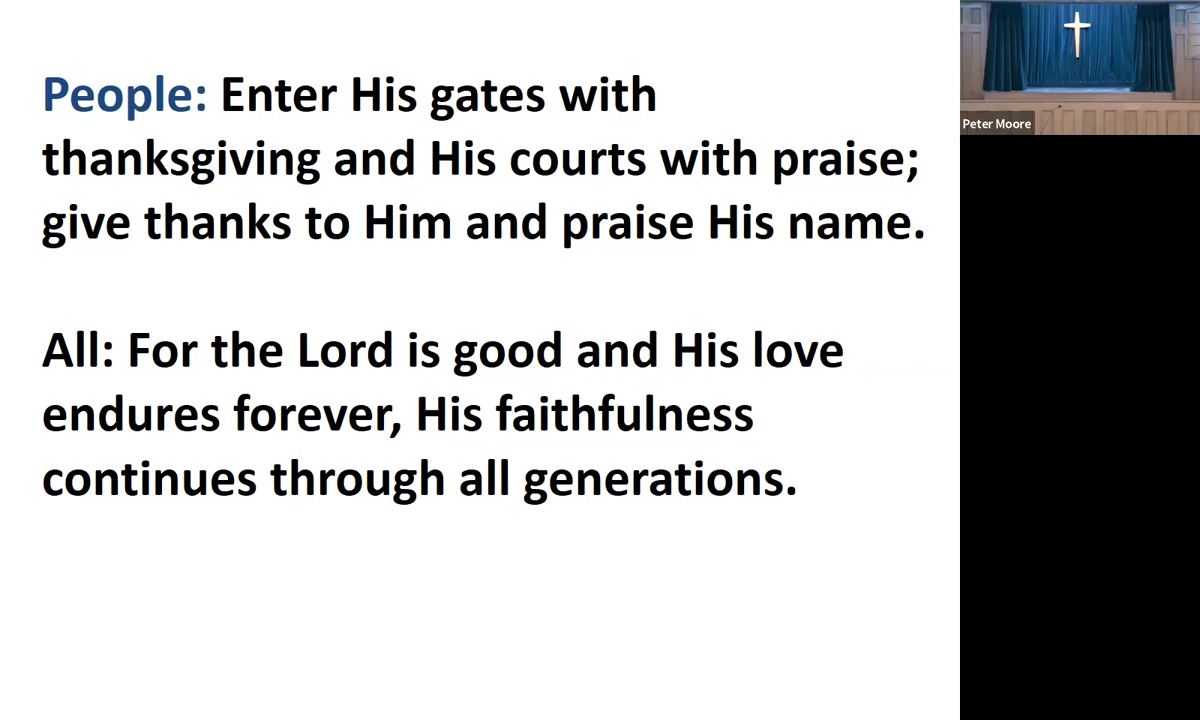 People: Enter His gates with
thanksgiving and His courts with praise;
give thanks to Him and praise His name.
All: For the Lord is good and His love
endures forever, His faithfulness
continues through all generations.
Peter Moore